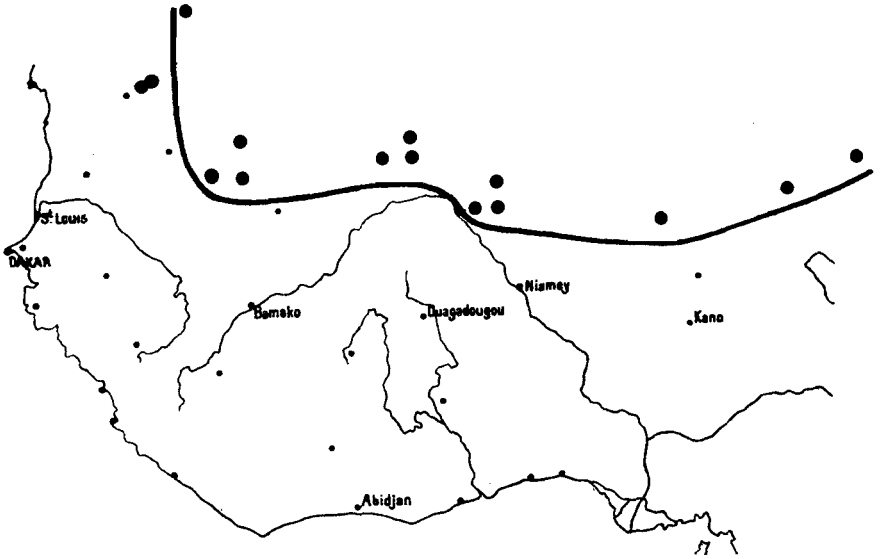 St. LOUIS
DAKAR
Niamey
Bamako
Ouagadougou
Kano
Abidjan